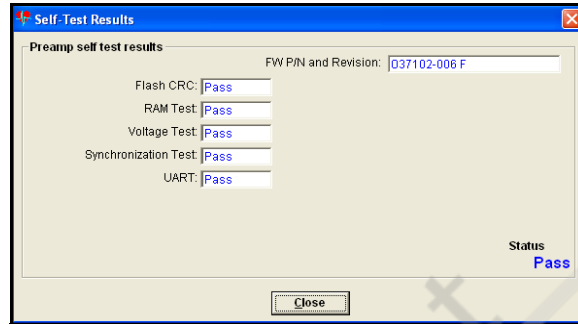 Self-Test Results
Preamp self test results
FW P/N and Revision: 037102-006 F
Flash CRC: Pass
RAM Test: Pass
Voltage Test: Pass
Synchronization Test: Pass
UART: Pass
Status
Pass
Close